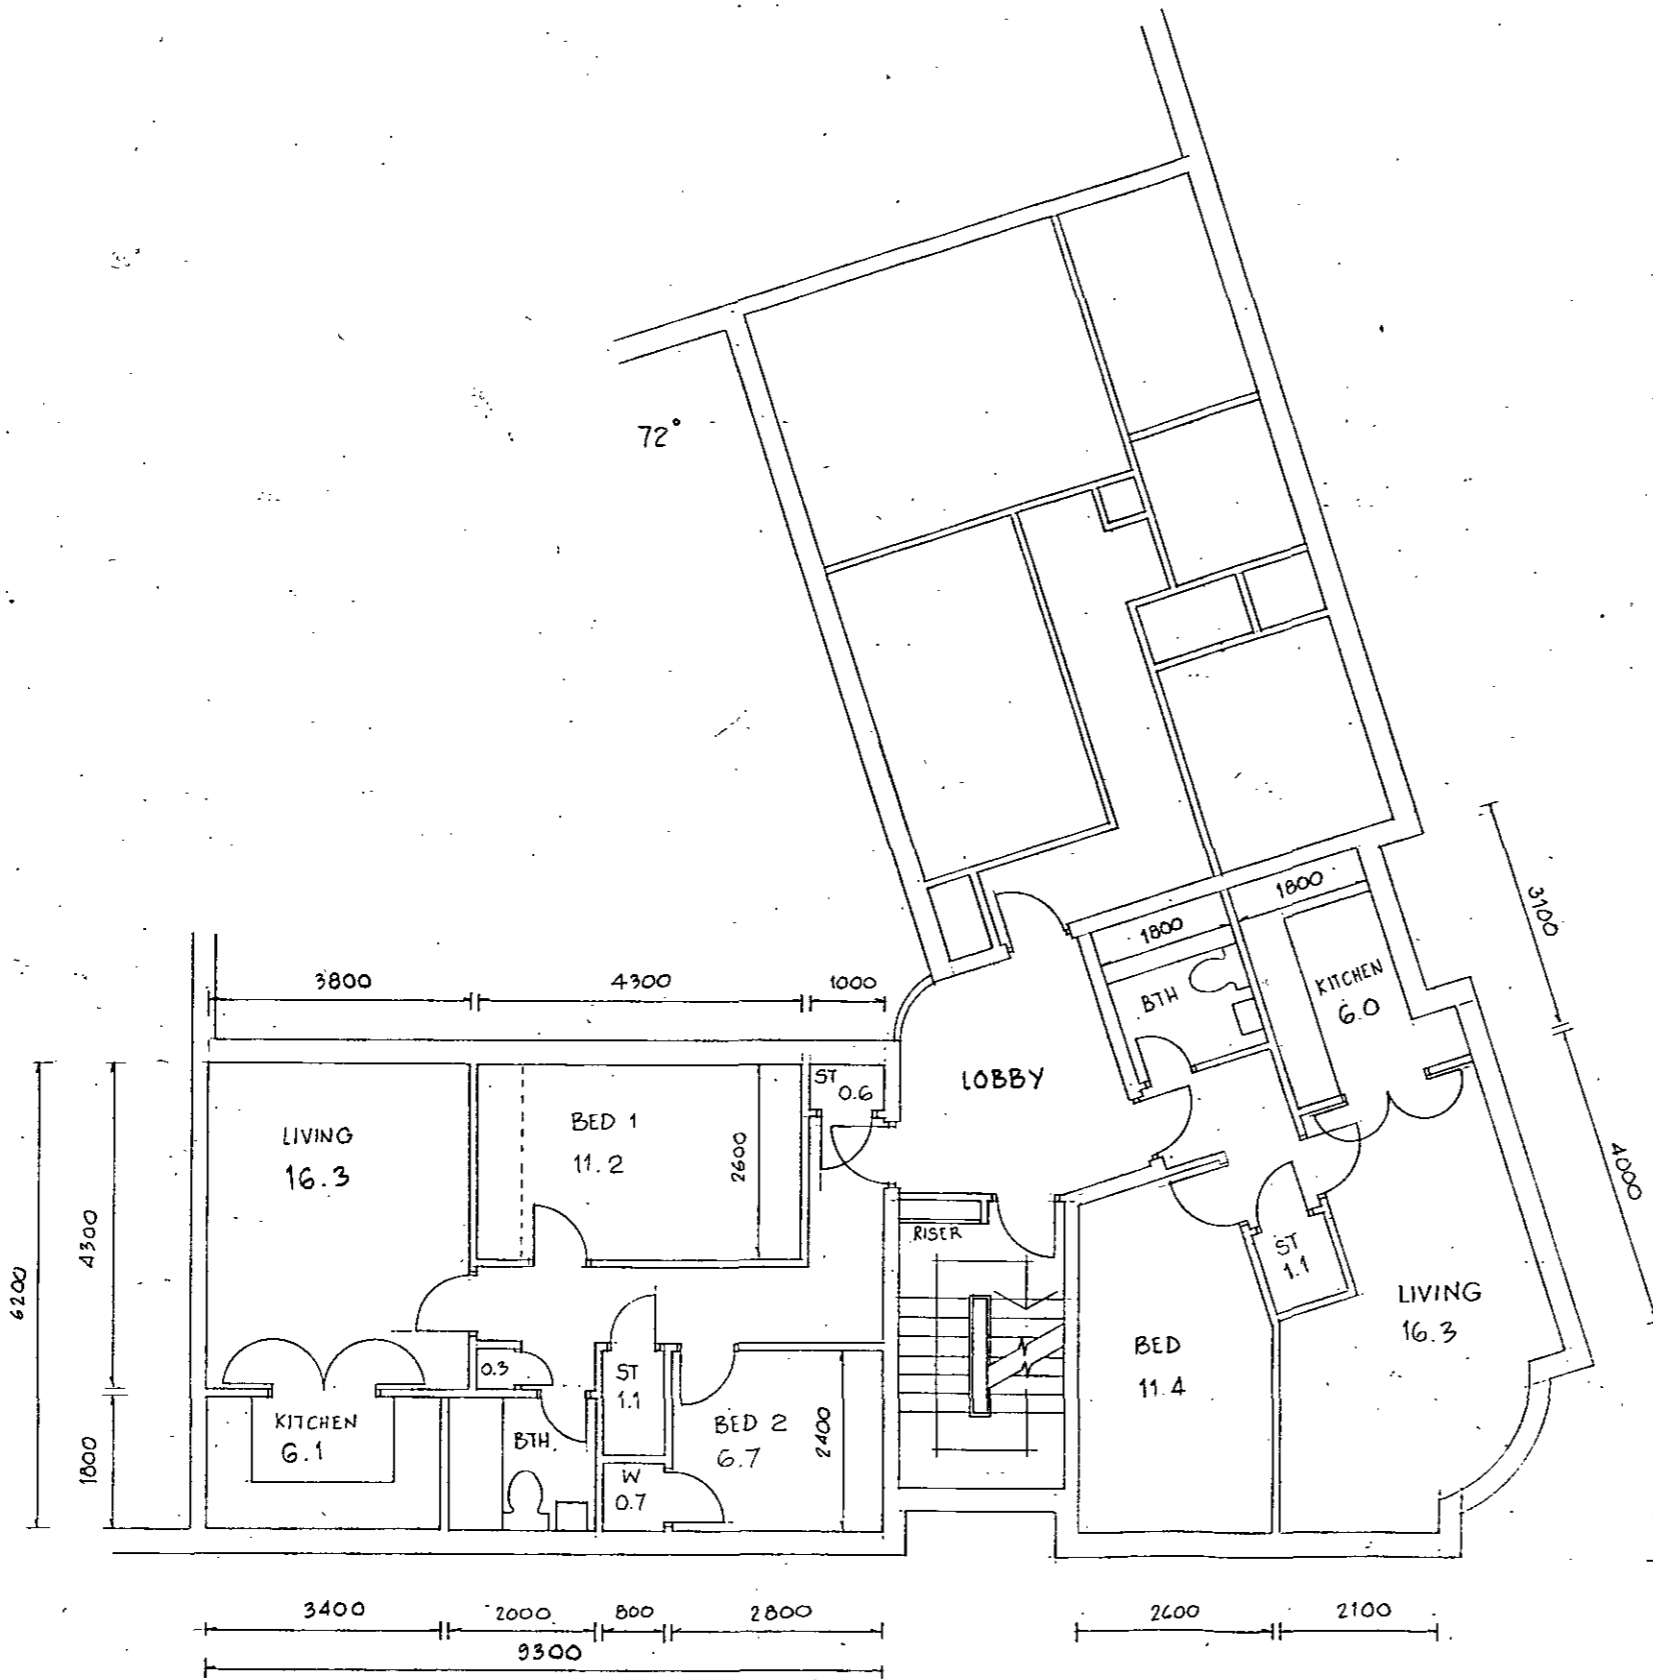 72°
1800
1800
3100
BTH
KITCHEN
6.0
3800
4300
1000
LOBBY
ST
0.6
LIVING
16.3
BED 1
11.2
2600
4000
RISER
ST
1.1
LIVING
16.3
6200
4300
BED
11.4
0.3
ST
1.1
KITCHEN
6.1
BTH.
BED 2
6.7
2400
1800
W
0.7
3400
2000
800
2800
2600
2100
9300